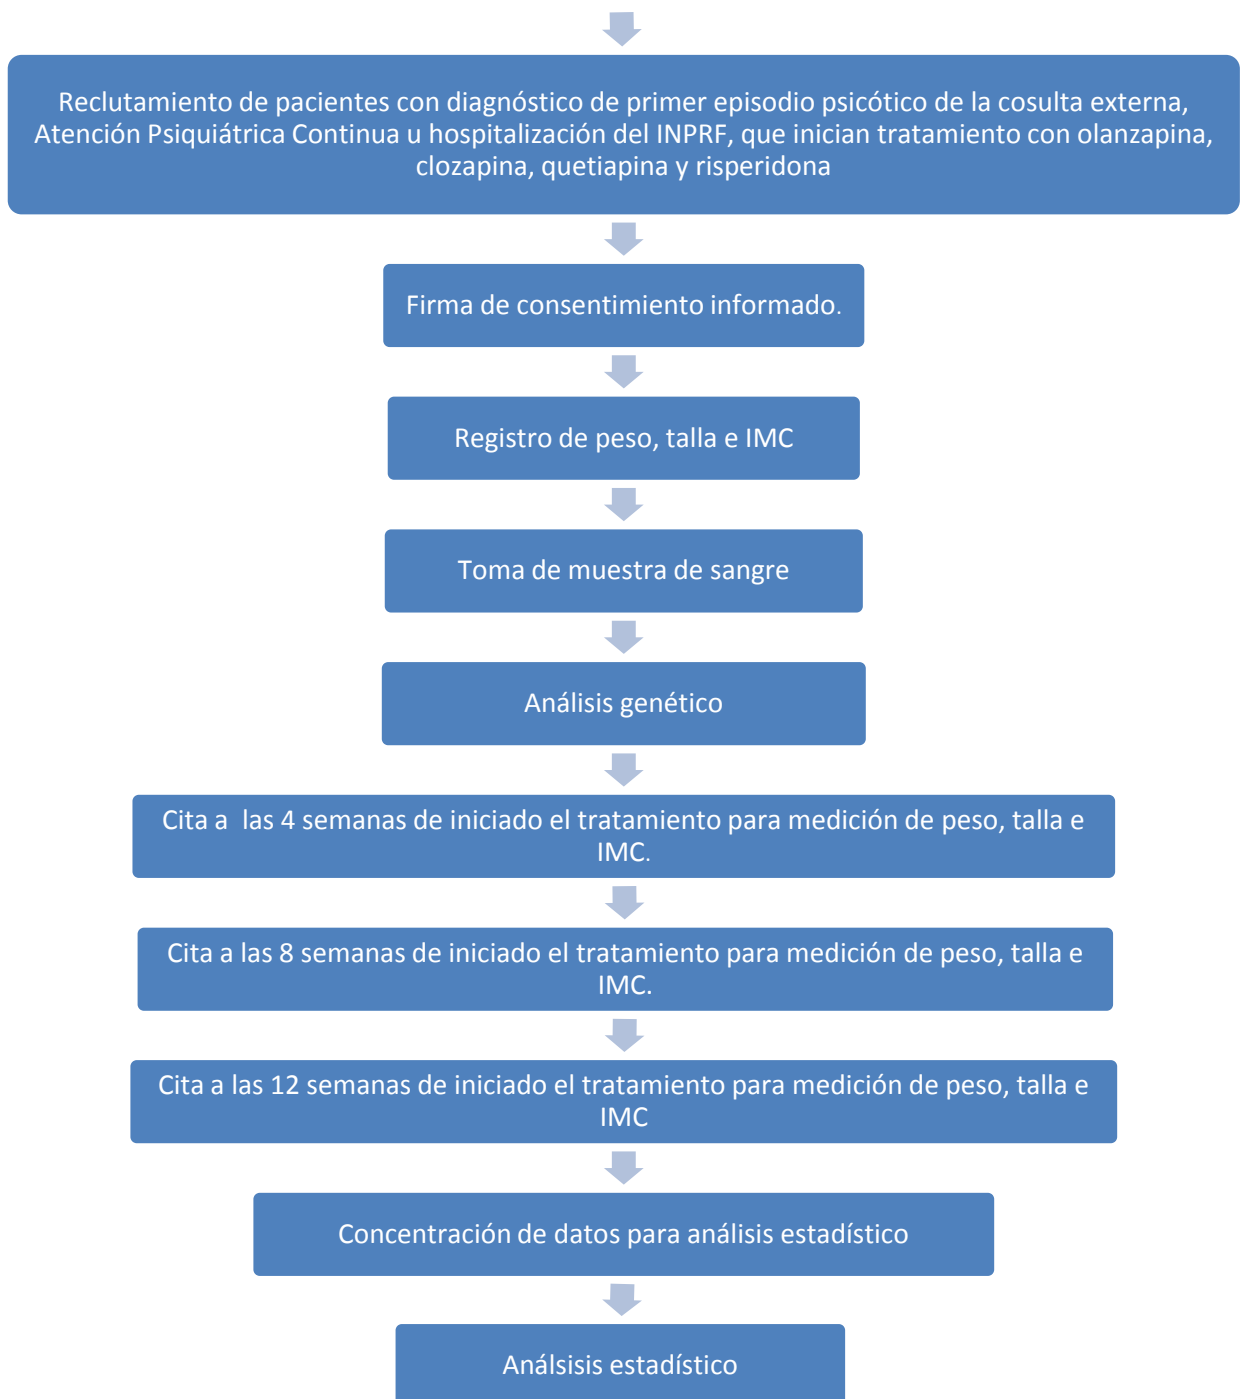 Reclutamiento de pacientes con diagnóstico de primer episodio psicótico de la cosulta externa,
Atención Psiquiátrica Continua u hospitalización del INPRF, que inician tratamiento con olanzapina,
clozapina, quetiapina y risperidona
Firma de consentimiento informado.
Registro de peso, talla e IMC
Toma de muestra de sangre
Análisis genético
Cita a  las 4 semanas de iniciado el tratamiento para medición de peso, talla e
IMC.
Cita a las 8 semanas de iniciado el tratamiento para medición de peso, talla e
IMC.
Cita a las 12 semanas de iniciado el tratamiento para medición de peso, talla e
IMC
Concentración de datos para análisis estadístico
Análsisis estadístico